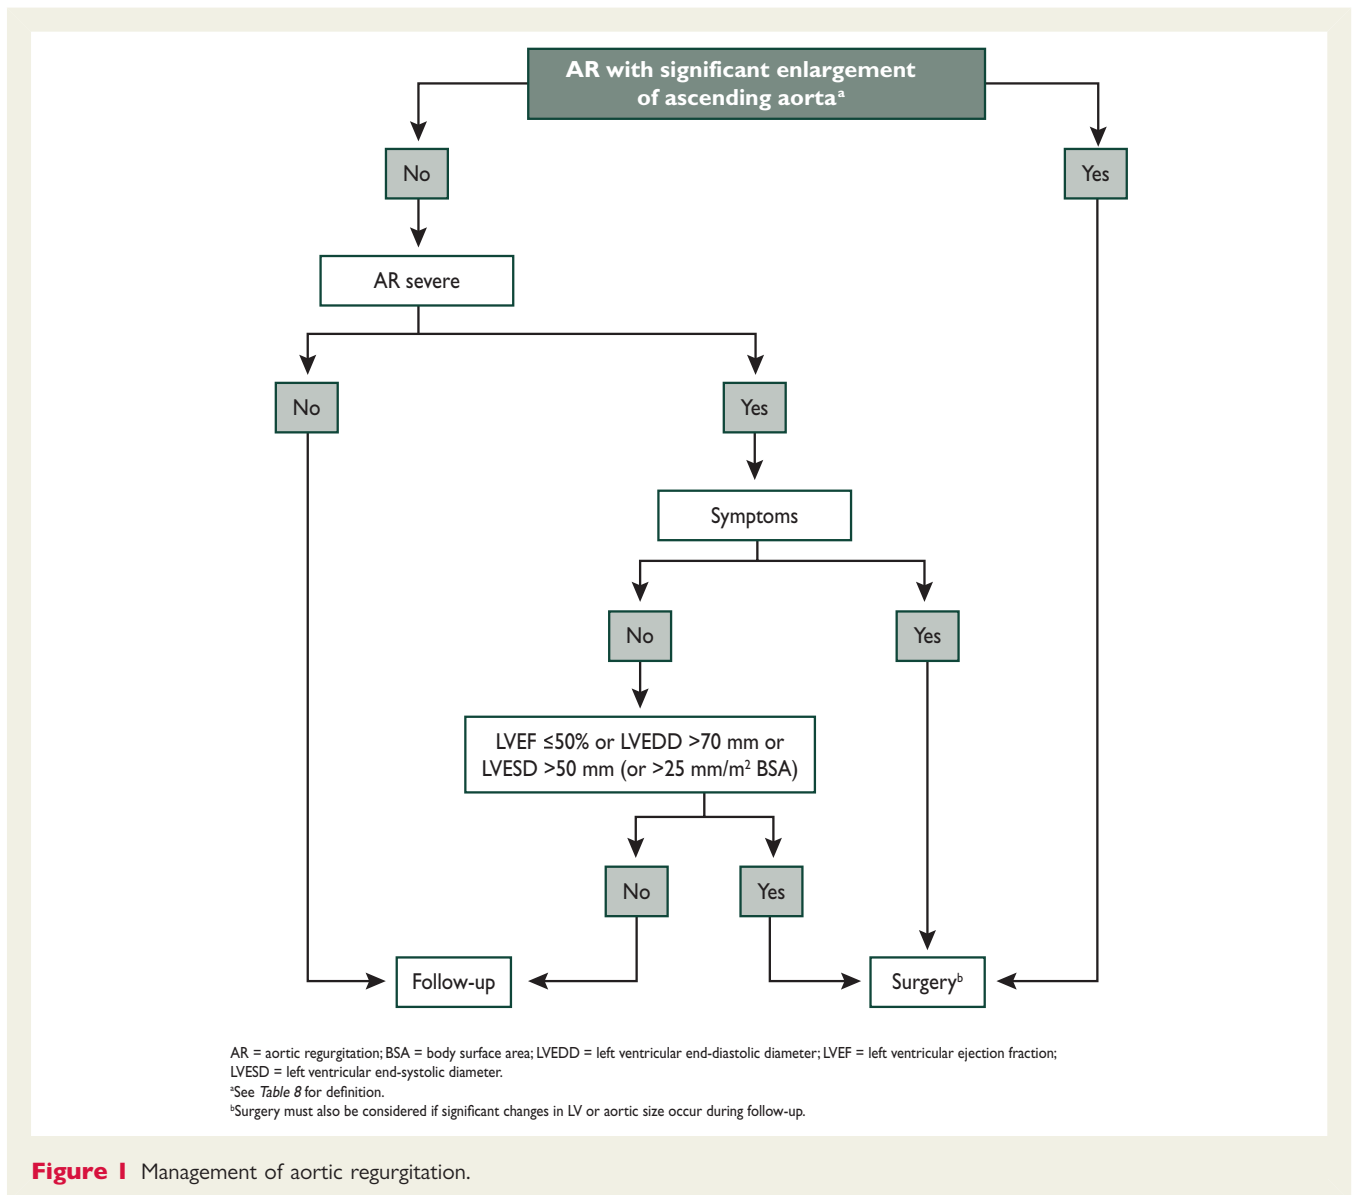 AR with significant enlargement
of ascending aortaᵃ
No
Yes
AR severe
No
Yes
Symptoms
No
Yes
LVEF ≤50% or LVEDD >70 mm or
LVESD >50 mm (or >25 mm/m² BSA)
No
Yes
Follow-up
Surgeryᵇ
AR = aortic regurgitation; BSA = body surface area; LVEDD = left ventricular end-diastolic diameter; LVEF = left ventricular ejection fraction;
LVESD = left ventricular end-systolic diameter.
ᵃSee Table 8 for definition.
ᵇSurgery must also be considered if significant changes in LV or aortic size occur during follow-up.
Figure 1 Management of aortic regurgitation.